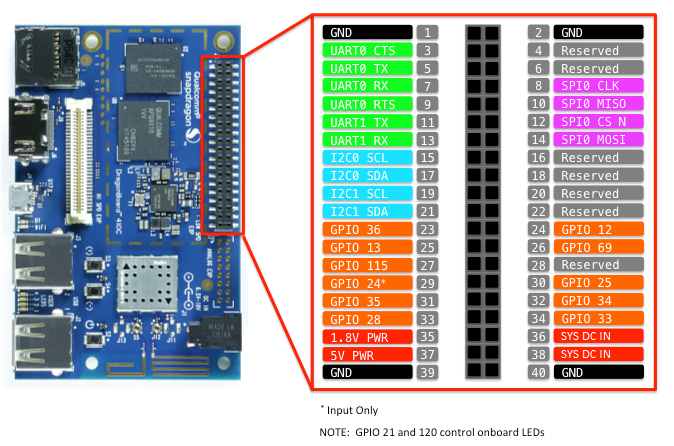 GND 1 2 GND
UART0 CTS 3 4 Reserved
UART0 TX 5 6 Reserved
UART0 RX 7 8 SPI0 CLK
UART0 RTS 9 10 SPI0 MISO
UART1 TX 11 12 SPI0 CS N
UART1 RX 13 14 SPI0 MOSI
I2C0 SCL 15 16 Reserved
I2C0 SDA 17 18 Reserved
I2C1 SCL 19 20 Reserved
I2C1 SDA 21 22 Reserved
GPIO 36 23 24 GPIO 12
GPIO 13 25 26 GPIO 69
GPIO 115 27 28 Reserved
GPIO 24* 29 30 GPIO 25
GPIO 35 31 32 GPIO 34
GPIO 28 33 34 GPIO 33
1.8V PWR 35 36 SYS DC IN
5V PWR 37 38 SYS DC IN
GND 39 40 GND
* Input Only
NOTE: GPIO 21 and 120 control onboard LEDs
Qualcomm
snapdragon
DragonBoard 410C